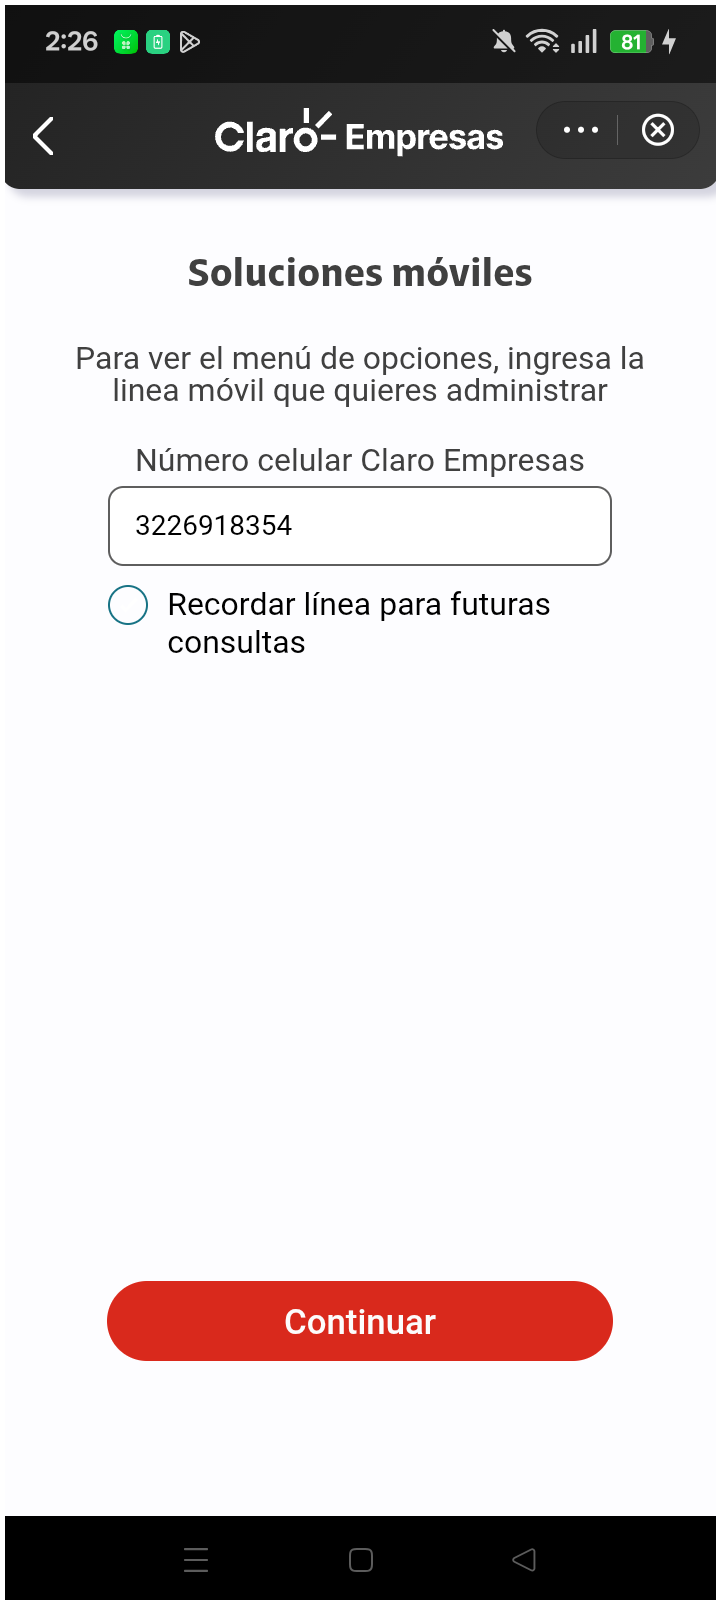 2:26
81
Claro Empresas
Soluciones móviles
Para ver el menú de opciones, ingresa la
linea móvil que quieres administrar
Número celular Claro Empresas
3226918354
Recordar línea para futuras
consultas
Continuar